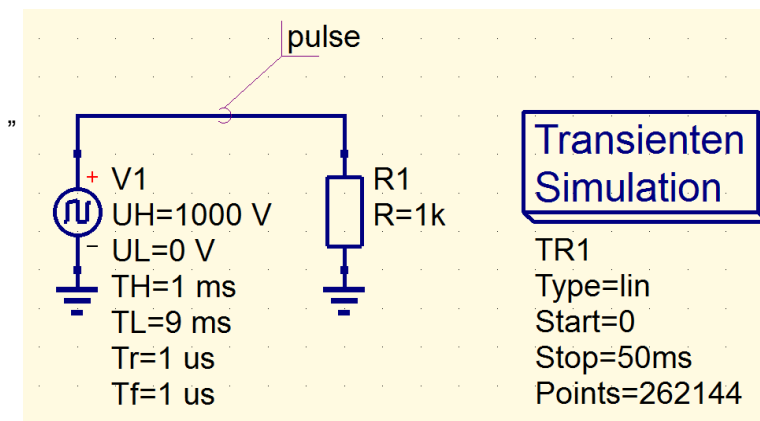 pulse
„
V1
UH=1000 V
UL=0 V
TH=1 ms
TL=9 ms
Tr=1 us
Tf=1 us
R1
R=1k
Transienten
Simulation
TR1
Type=lin
Start=0
Stop=50ms
Points=262144